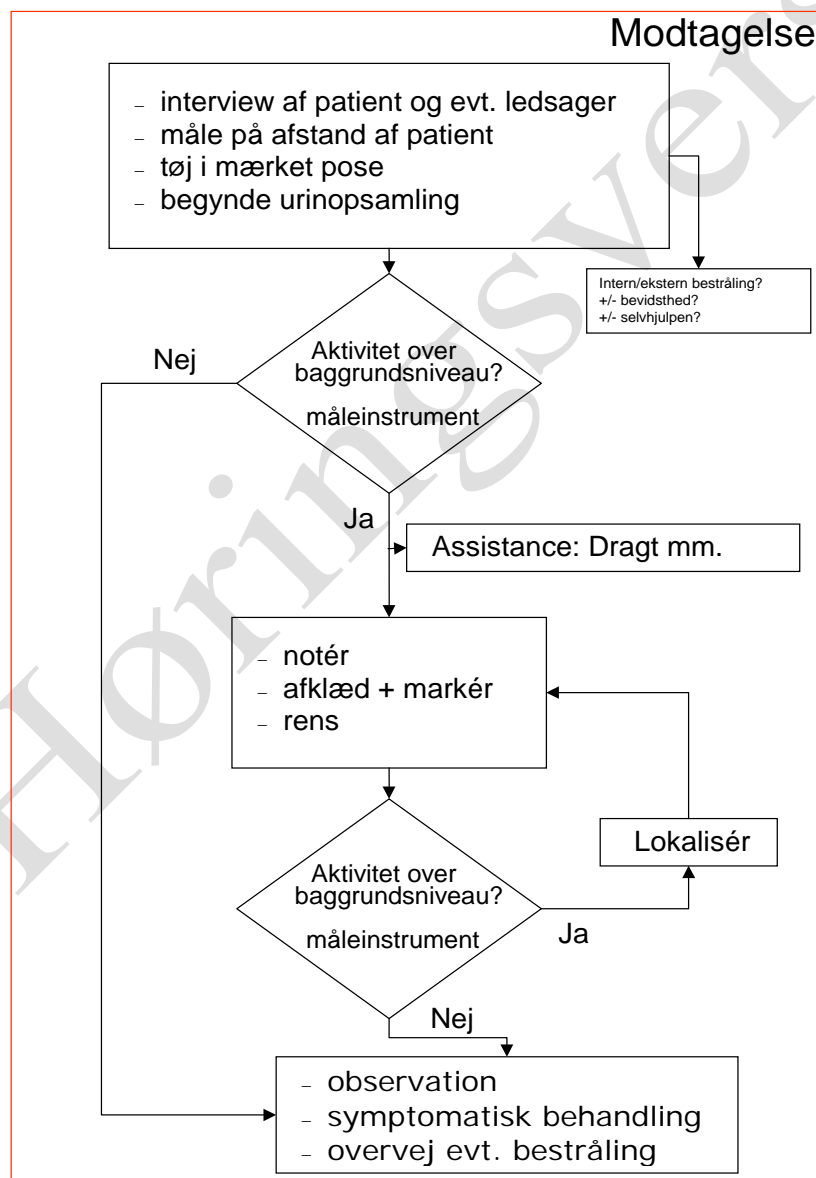 Modtagelse
– interview af patient og evt. ledsager
– måle på afstand af patient
– tøj i mærket pose
– begynde urinopsamling
Intern/ekstern bestråling?
+/- bevidsthed?
+/- selvhjulpen?
Nej
Aktivitet over
baggrundsniveau?
måleinstrument
Ja
Assistance: Dragt mm.
– notér
– afklæd + markér
– rens
Lokalisér
Aktivitet over
baggrundsniveau?
måleinstrument
Ja
Nej
– observation
– symptomatisk behandling
– overvej evt. bestråling
Høringsvers